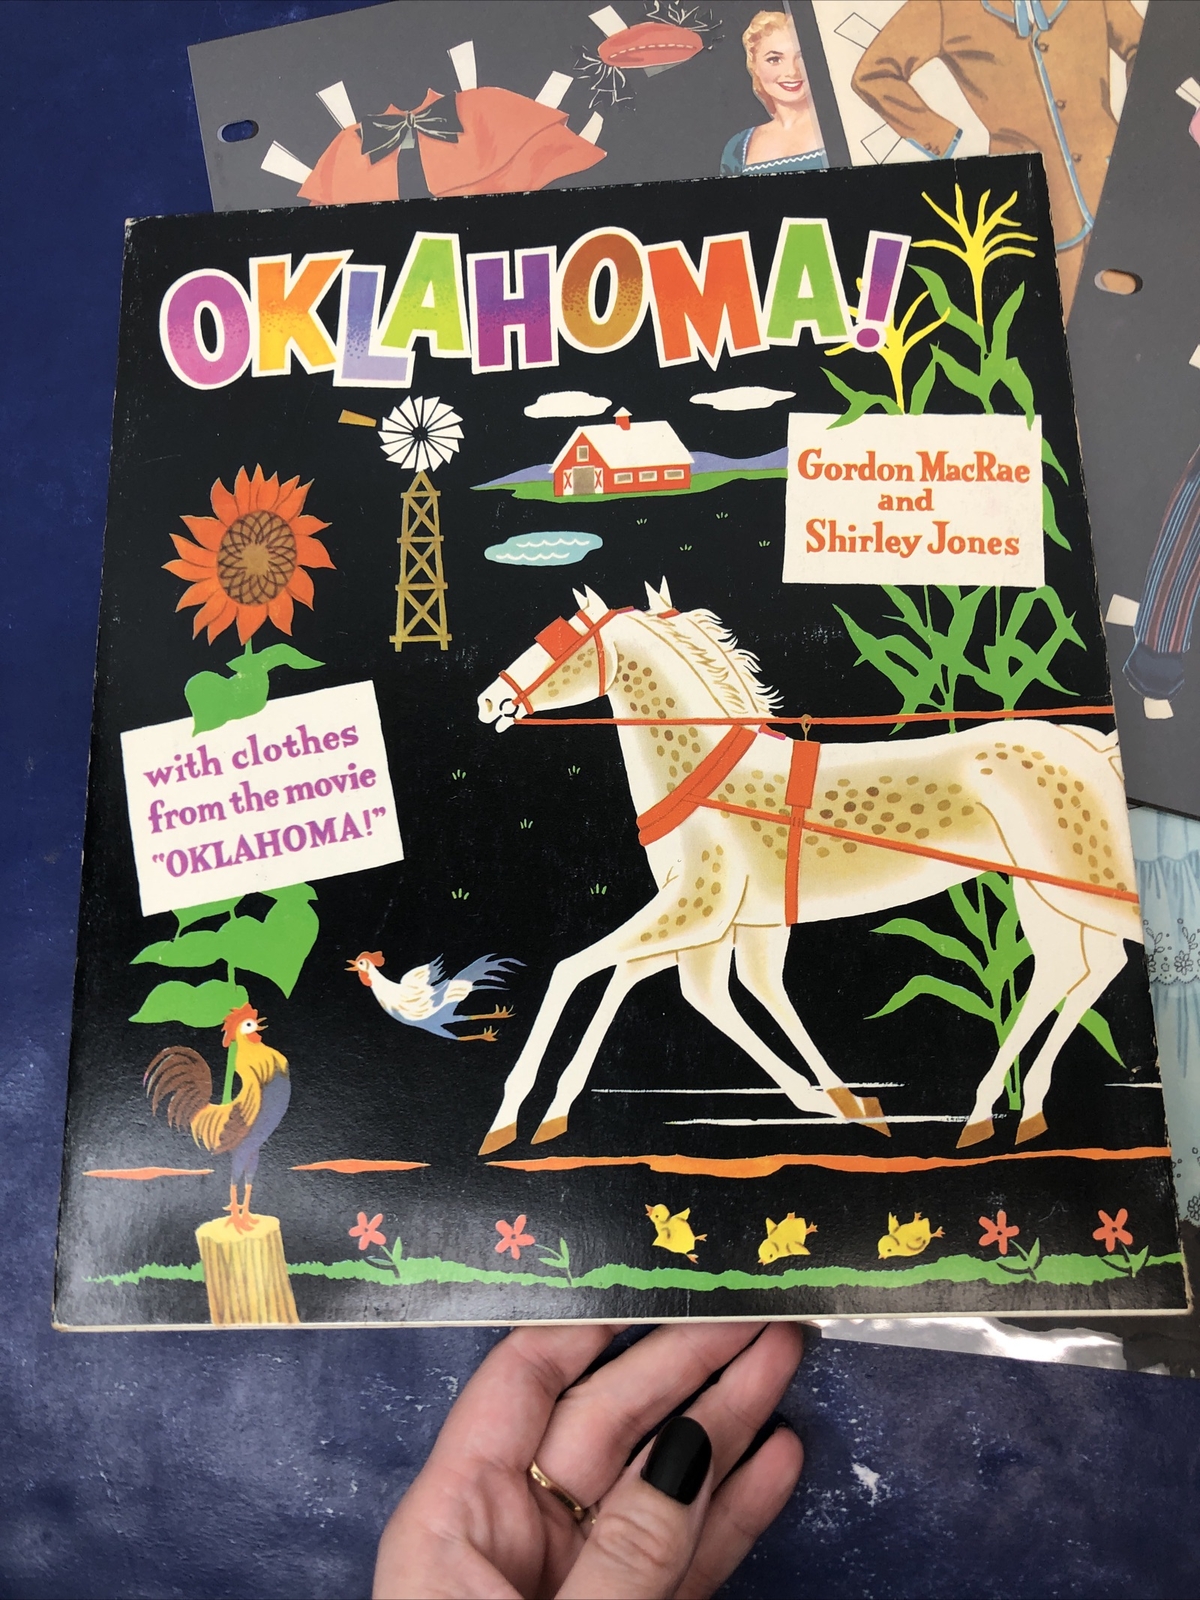 OKLAHOMA!
Gordon MacRae
and
Shirley Jones
with clothes
from the movie
“OKLAHOMA!”